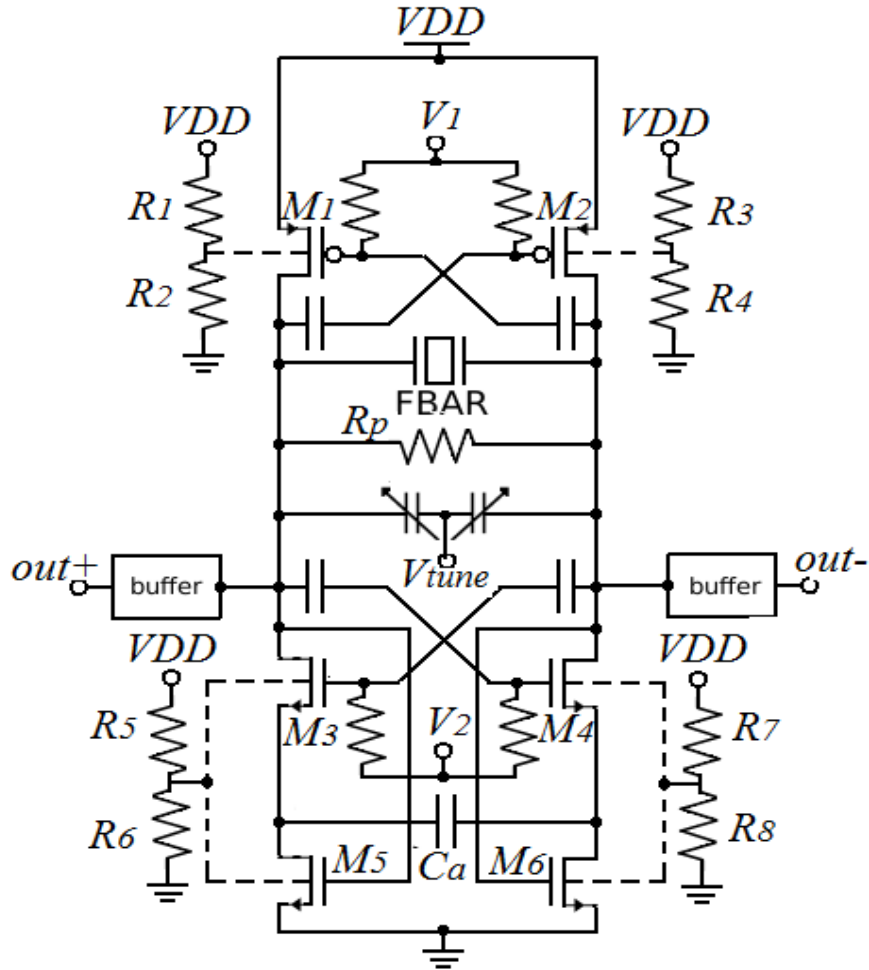 VDD
V1
VDD
VDD
R1
M1
M2
R3
R2
R4
FBAR
Rp
out+
buffer
Vtune
buffer
out-
VDD
VDD
R5
M3
V2
M4
R7
R6
M5
Ca
M6
R8